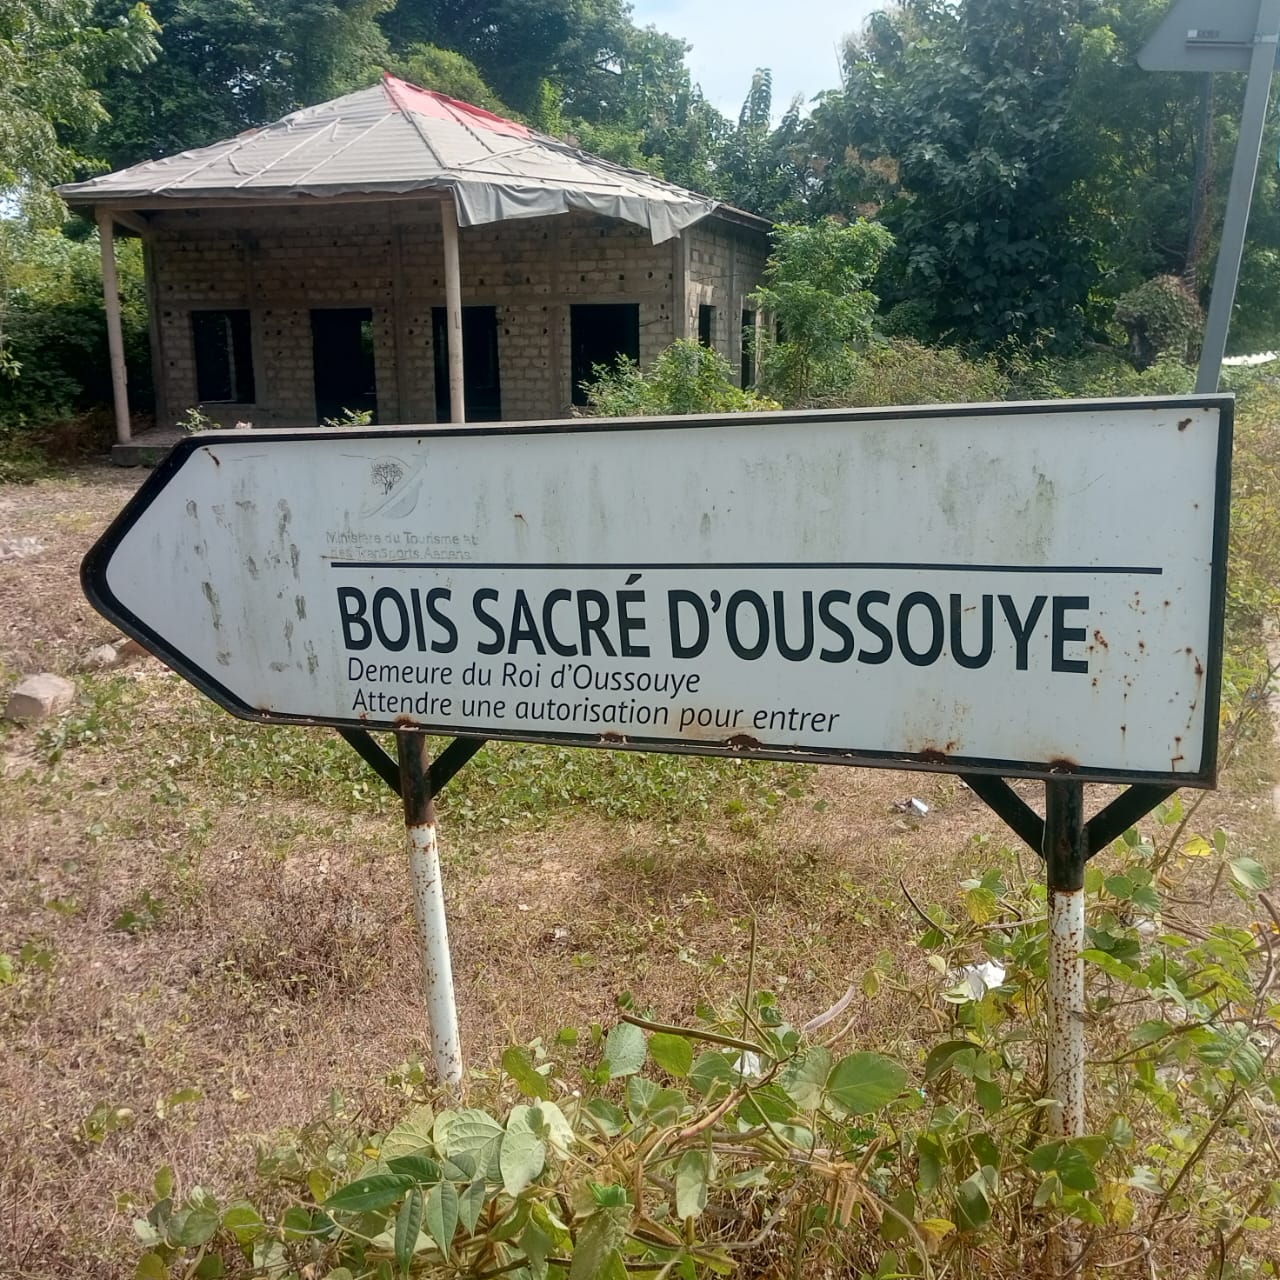 Ministère du Tourisme et
des Transports Aériens
BOIS SACRÉ D'OUSSOUYE
Demeure du Roi d'Oussouye
Attendre une autorisation pour entrer